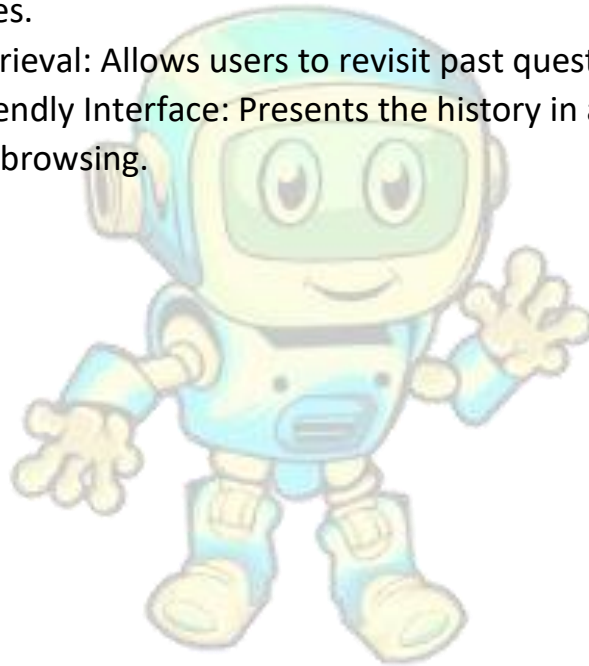 es.
rieval: Allows users to revisit past quest
endly Interface: Presents the history in a
browsing.